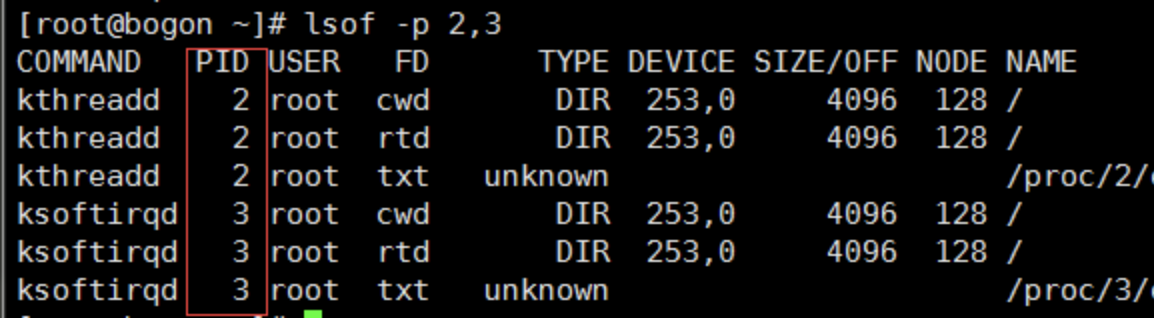 [root@bogon ~]# lsof -p 2,3
COMMAND PID USER FD TYPE DEVICE SIZE/OFF NODE NAME
kthreadd 2 root cwd DIR 253,0 4096 128 /
kthreadd 2 root rtd DIR 253,0 4096 128 /
kthreadd 2 root txt unknown /proc/2/
ksoftirqd 3 root cwd DIR 253,0 4096 128 /
ksoftirqd 3 root rtd DIR 253,0 4096 128 /
ksoftirqd 3 root txt unknown /proc/3/